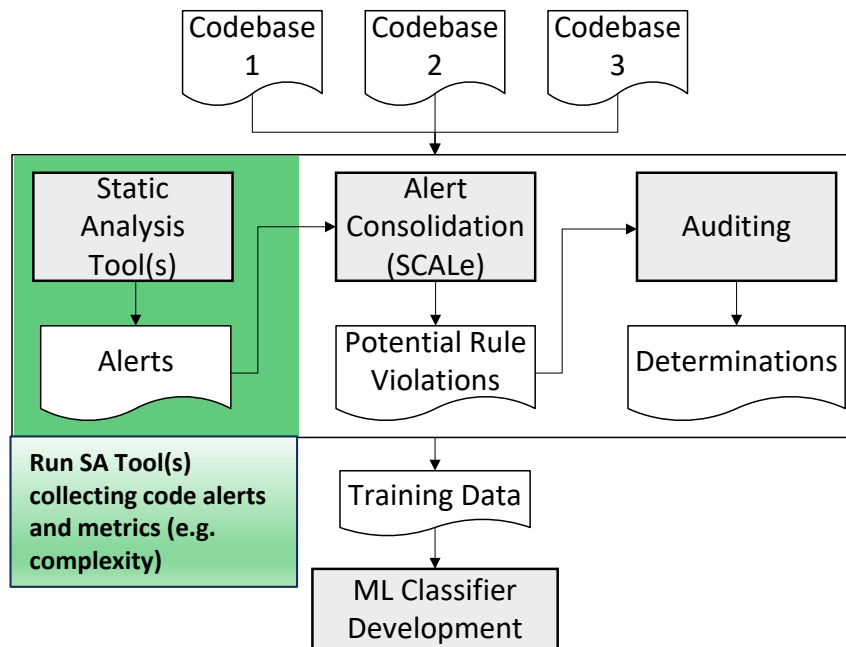 Codebase
1
Codebase
2
Codebase
3
Static
Analysis
Tool(s)
Alert
Consolidation
(SCALe)
Auditing
Alerts
Potential Rule
Violations
Determinations
Run SA Tool(s)
collecting code alerts
and metrics (e.g.
complexity)
Training Data
ML Classifier
Development